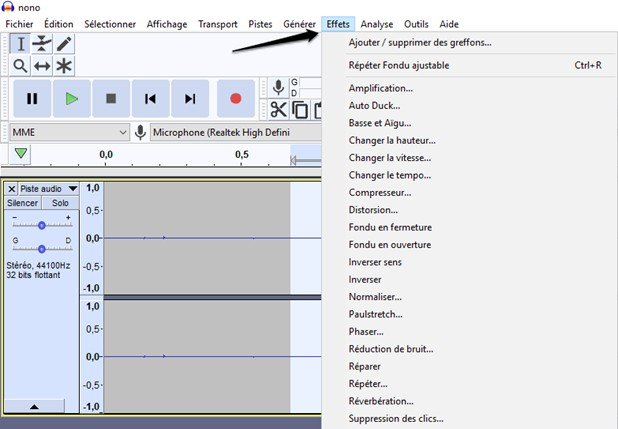 nono
Fichier Édition Sélectionner Affichage Transport Pistes Générer Effets Analyse Outils Aide
Ajouter / supprimer des greffons...
Répéter Fondu ajustable Ctrl+R
Amplification...
Auto Duck...
Basse et Aïgu...
Changer la hauteur...
Changer la vitesse...
Changer le tempo...
Compresseur...
Distorsion...
Fondu en fermeture
Fondu en ouverture
Inverser sens
Inverser
Normaliser...
Paulstretch...
Phaser...
Réduction de bruit...
Réparer
Répéter...
Réverbération...
Suppression des clics...
G
D
MME Microphone (Realtek High Defini
0,0 0,5
Piste audio
Silencer Solo
- +
G D
Stéréo, 44100Hz
32 bits flottant
1,0
0,5-
0,0-
-0,5-
-1,0
1,0
0,5-
0,0-
-0,5-
-1,0